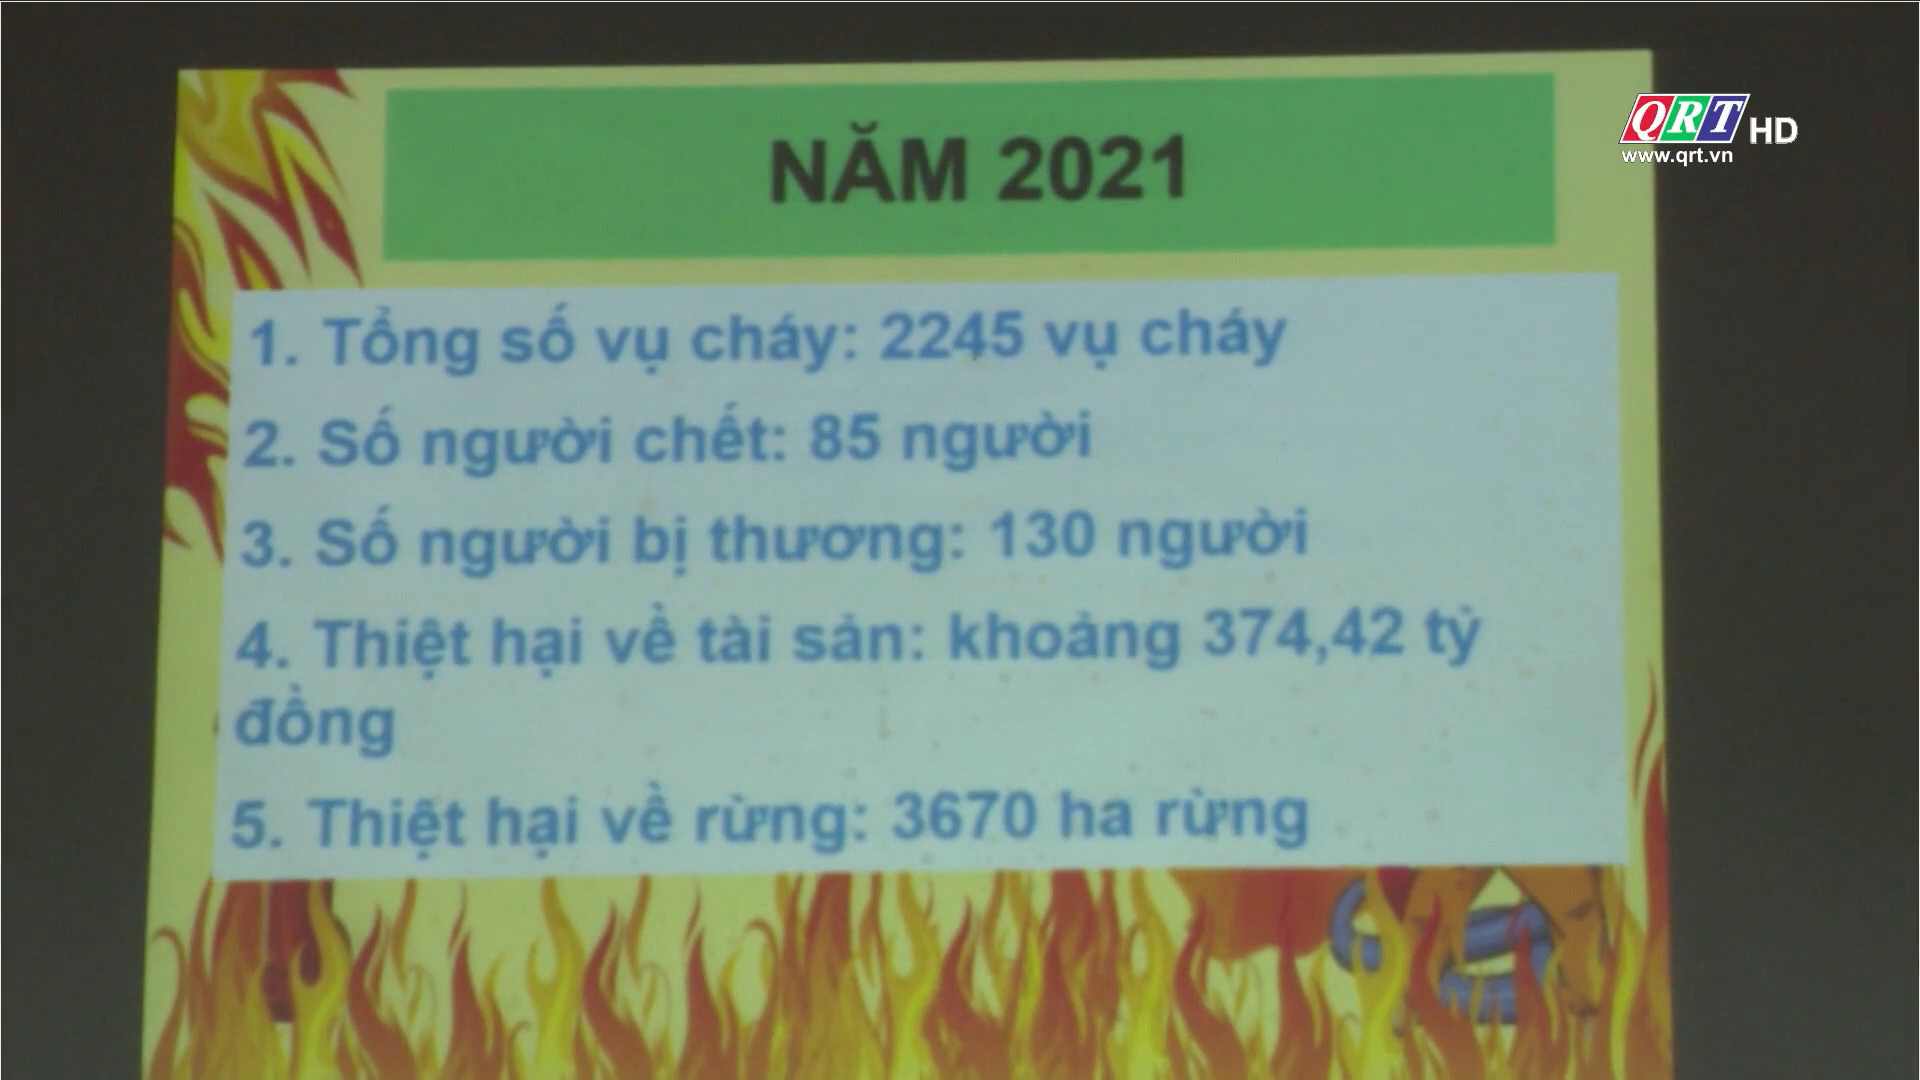 NĂM 2021
QRT HD
www.qrt.vn
1. Tổng số vụ cháy: 2245 vụ cháy
2. Số người chết: 85 người
3. Số người bị thương: 130 người
4. Thiệt hại về tài sản: khoảng 374,42 tỷ
đồng
5. Thiệt hại về rừng: 3670 ha rừng